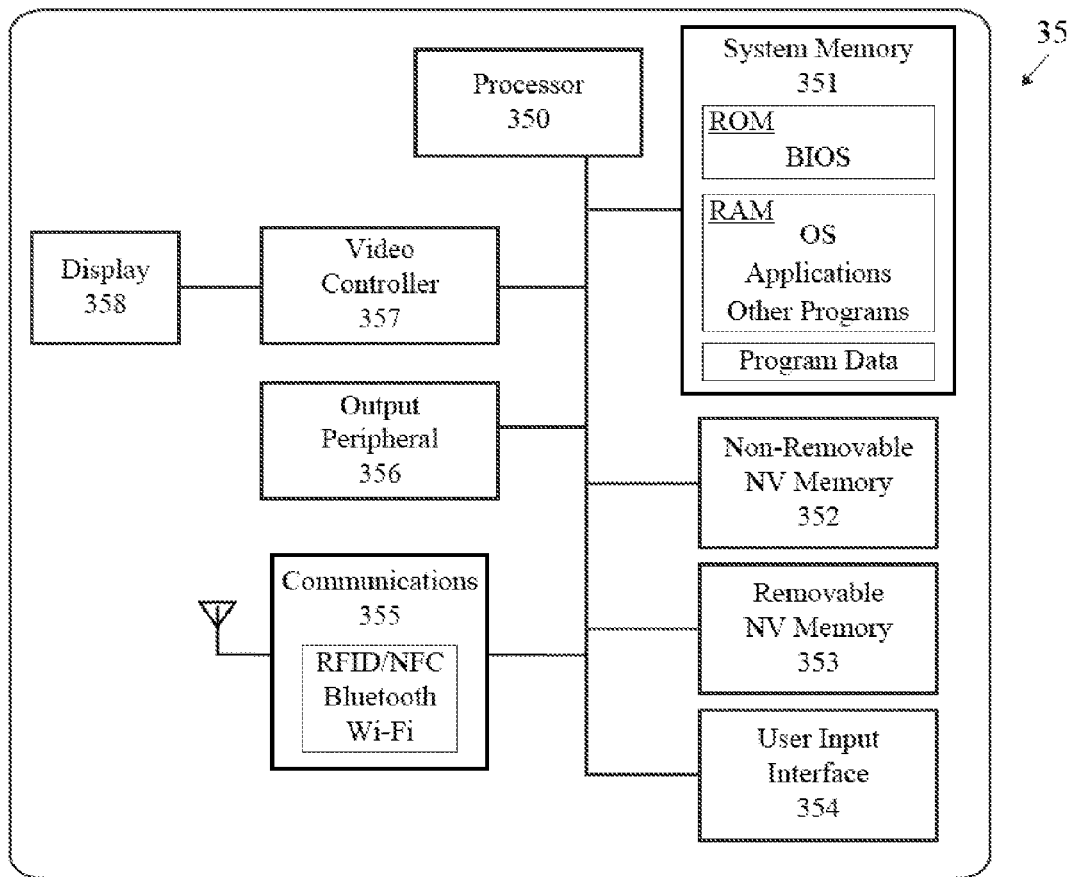 35
Processor
350
System Memory
351
ROM
BIOS
RAM
OS
Applications
Other Programs
Program Data
Display
358
Video
Controller
357
Output
Peripheral
356
Non-Removable
NV Memory
352
Communications
355
RFID/NFC
Bluetooth
Wi-Fi
Removable
NV Memory
353
User Input
Interface
354